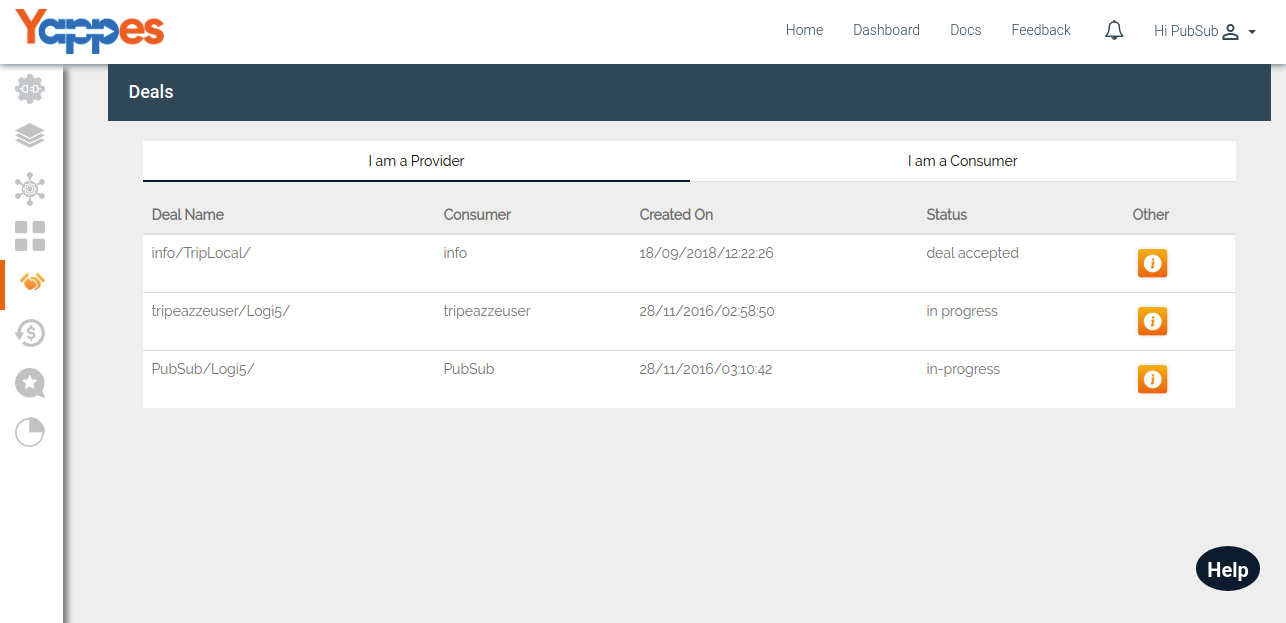 Yappes
Home Dashboard Docs Feedback Hi PubSub
Deals
I am a Provider I am a Consumer
Deal Name Consumer Created On Status Other
info/TripLocal/ info 18/09/2018/12:22:26 deal accepted
tripeazzeuser/Logi5/ tripeazzeuser 28/11/2016/02:58:50 in progress
PubSub/Logi5/ PubSub 28/11/2016/03:10:42 in-progress
Help